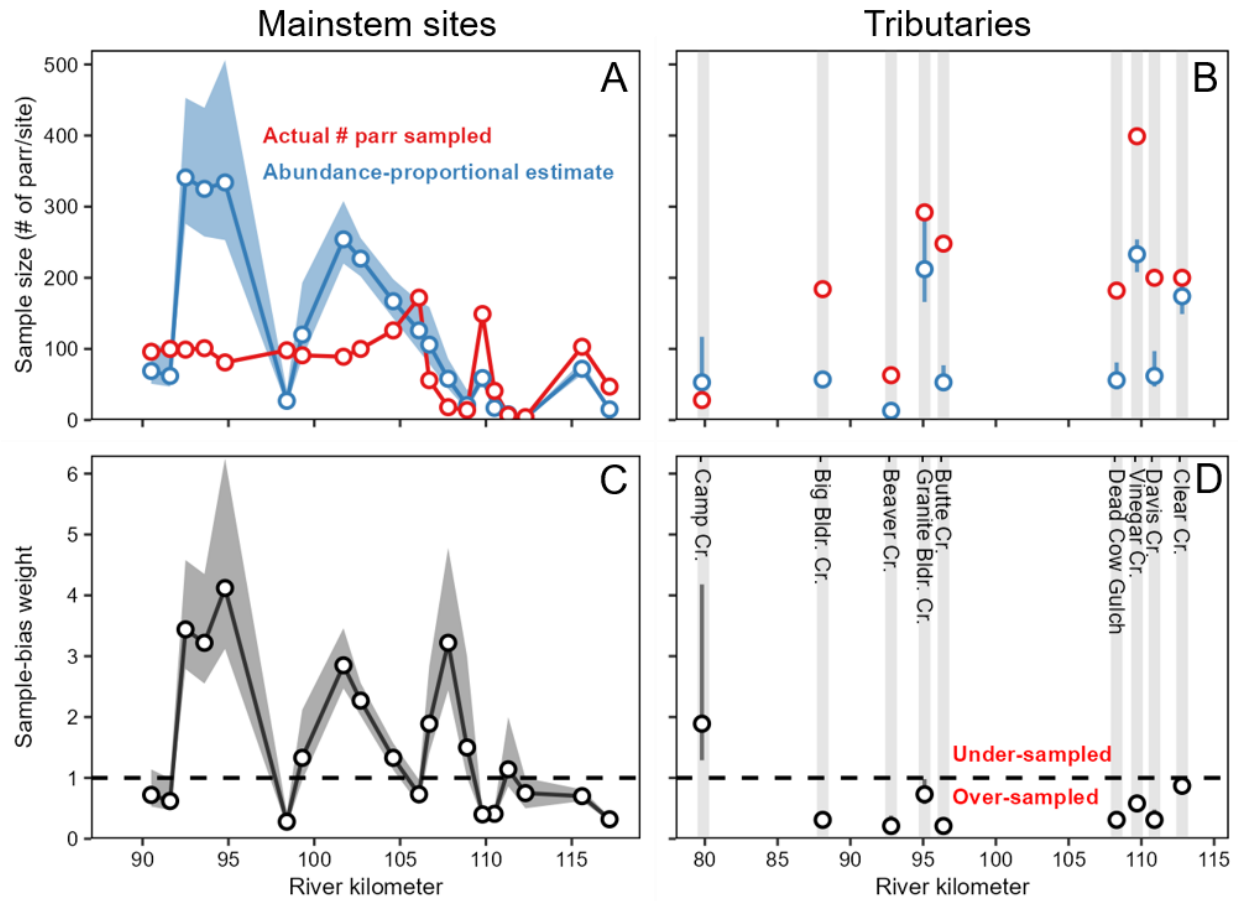 Mainstem sites
Tributaries
A
B
Sample size (# of parr/site)
500
400
300
200
100
0
Actual # parr sampled
Abundance-proportional estimate
C
D
Sample-bias weight
6
5
4
3
2
1
0
Camp Cr.
Big Bldr. Cr.
Beaver Cr.
Granite Bldr. Cr.
Butte Cr.
Dead Cow Gulch
Vinegar Cr.
Davis Cr.
Clear Cr.
Under-sampled
Over-sampled
90 95 100 105 110 115
80 85 90 95 100 105 110 115
River kilometer
River kilometer